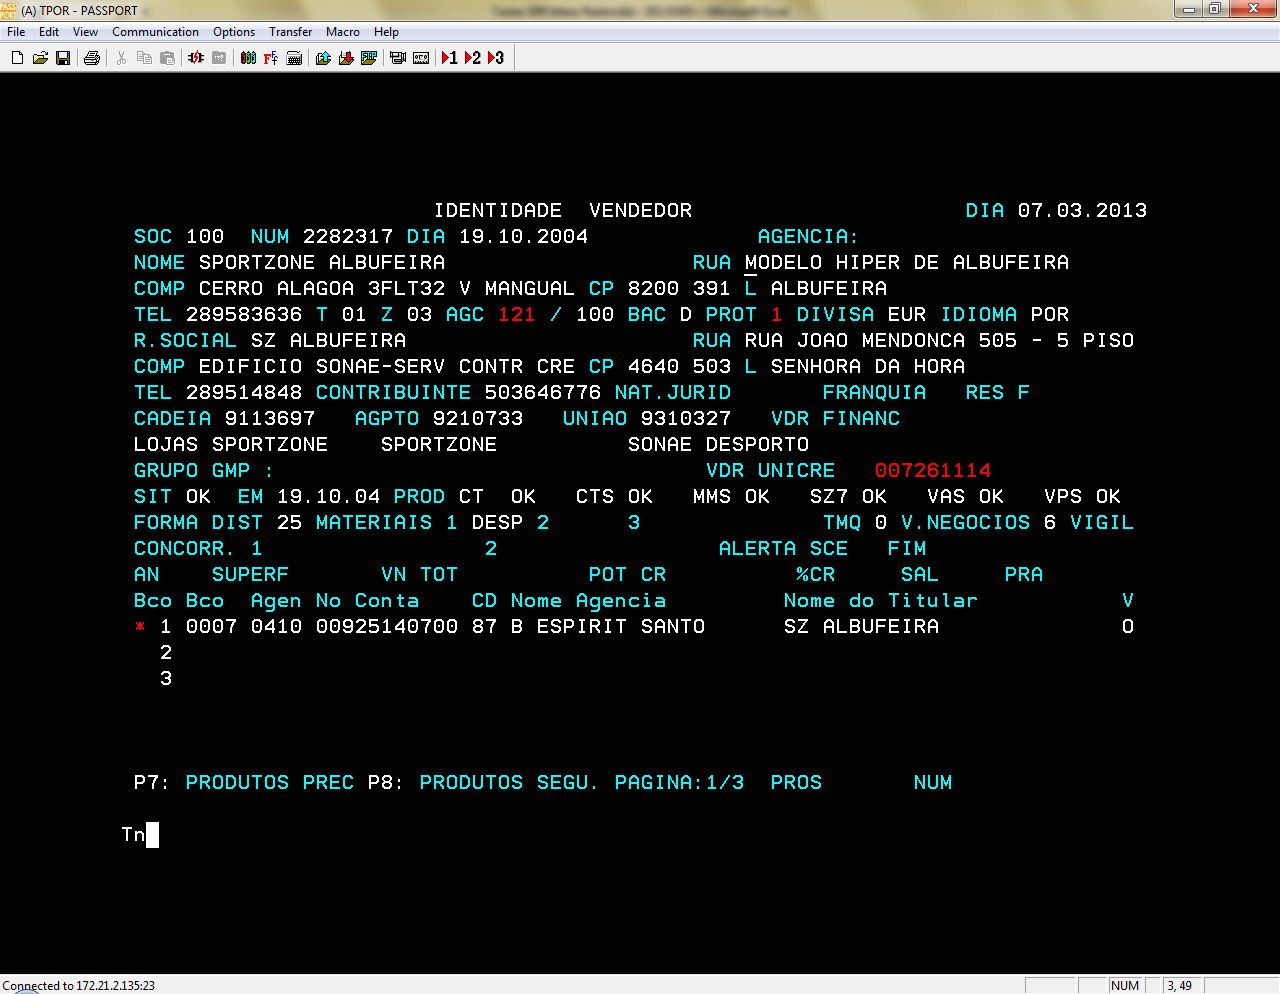 (A) TPOR - PASSPORT
File Edit View Communication Options Transfer Macro Help
1 2 3
IDENTIDADE VENDEDOR DIA 07.03.2013
SOC 100 NUM 2282317 DIA 19.10.2004 AGENCIA:
NOME SPORTZONE ALBUFEIRA RUA MODELO HIPER DE ALBUFEIRA
COMP CERRO ALAGOA 3FLT32 V MANGUAL CP 8200 391 L ALBUFEIRA
TEL 289583636 T 01 Z 03 AGC 121 / 100 BAC D PROT 1 DIVISA EUR IDIOMA POR
R.SOCIAL SZ ALBUFEIRA RUA RUA JOAO MENDONCA 505 - 5 PISO
COMP EDIFICIO SONAE-SERV CONTR CRE CP 4640 503 L SENHORA DA HORA
TEL 289514848 CONTRIBUINTE 503646776 NAT.JURID FRANQUIA RES F
CADEIA 9113697 AGPTO 9210733 UNIAO 9310327 VDR FINANC
LOJAS SPORTZONE SPORTZONE SONAE DESPORTO
GRUPO GMP : VDR UNICRE 007261114
SIT OK EM 19.10.04 PROD CT OK CTS OK MMS OK SZ7 OK VAS OK VPS OK
FORMA DIST 25 MATERIAIS 1 DESP 2 3 TMQ 0 V.NEGOCIOS 6 VIGIL
CONCORR. 1 2 ALERTA SCE FIM
AN SUPERF VN TOT POT CR %CR SAL PRA
Bco Bco Agen No Conta CD Nome Agencia Nome do Titular V
* 1 0007 0410 00925140700 87 B ESPIRIT SANTO SZ ALBUFEIRA O
2
3
P7: PRODUTOS PREC P8: PRODUTOS SEGU. PAGINA:1/3 PROS NUM
Tn
Connected to 172.21.2.135:23 NUM 3, 49